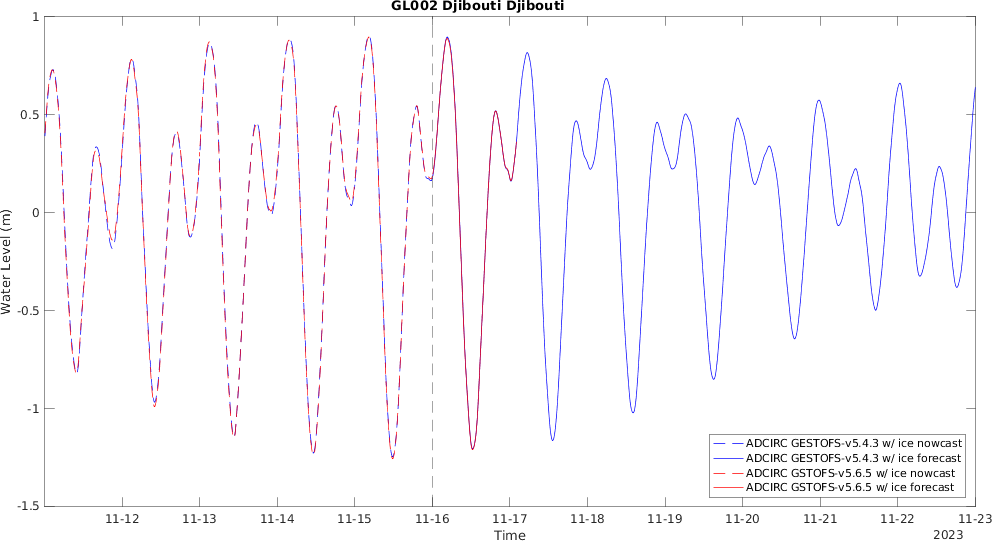 GL002 Djibouti Djibouti
Water Level (m)
1
0.5
0
-0.5
-1
-1.5
ADCIRC GESTOFS-v5.4.3 w/ ice nowcast
ADCIRC GESTOFS-v5.4.3 w/ ice forecast
ADCIRC GSTOFS-v5.6.5 w/ ice nowcast
ADCIRC GSTOFS-v5.6.5 w/ ice forecast
11-12 11-13 11-14 11-15 11-16 11-17 11-18 11-19 11-20 11-21 11-22 11-23
Time
2023